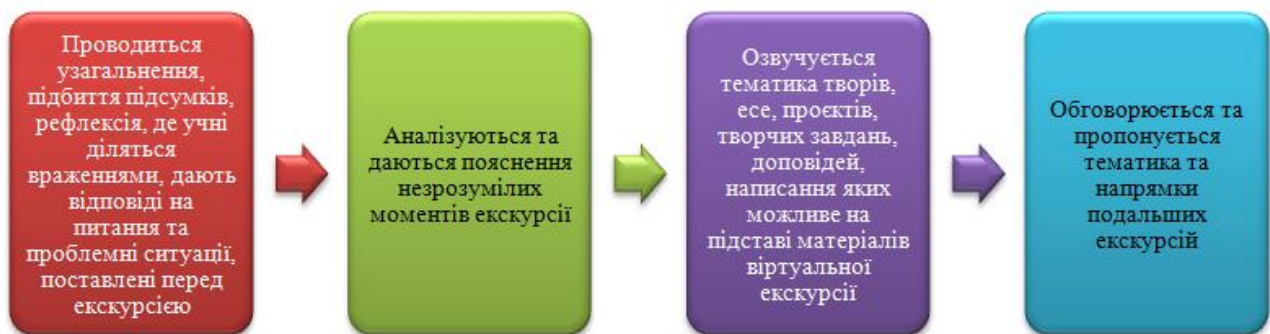 Проводиться
узагальнення,
підбиття підсумків,
рефлексія, де учні
діляться
враженнями, дають
відповіді на
питання та
проблемні ситуації,
поставлені перед
екскурсією
Аналізуються та
даються пояснення
незрозумілих
моментів екскурсії
Озвучується
тематика творів,
есе, проєктів,
творчих завдань,
доповідей,
написання яких
можливе на
підставі матеріалів
віртуальної
екскурсії
Обговорюється та
пропонується
тематика та
напрямки
подальших
екскурсій